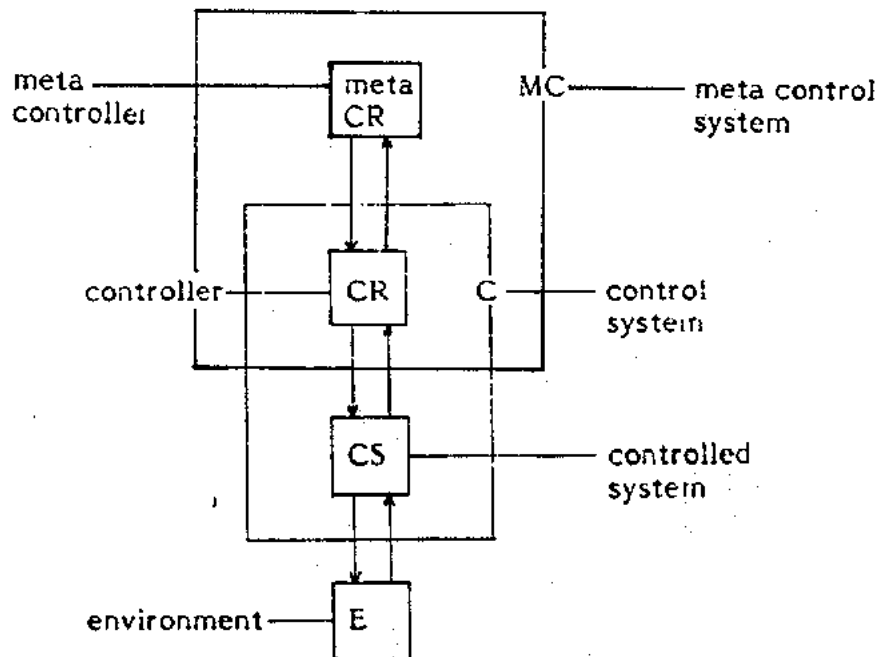 meta
controller
meta
CR
MC
meta control
system
controller
CR
C
control
system
CS
controlled
system
environment
E